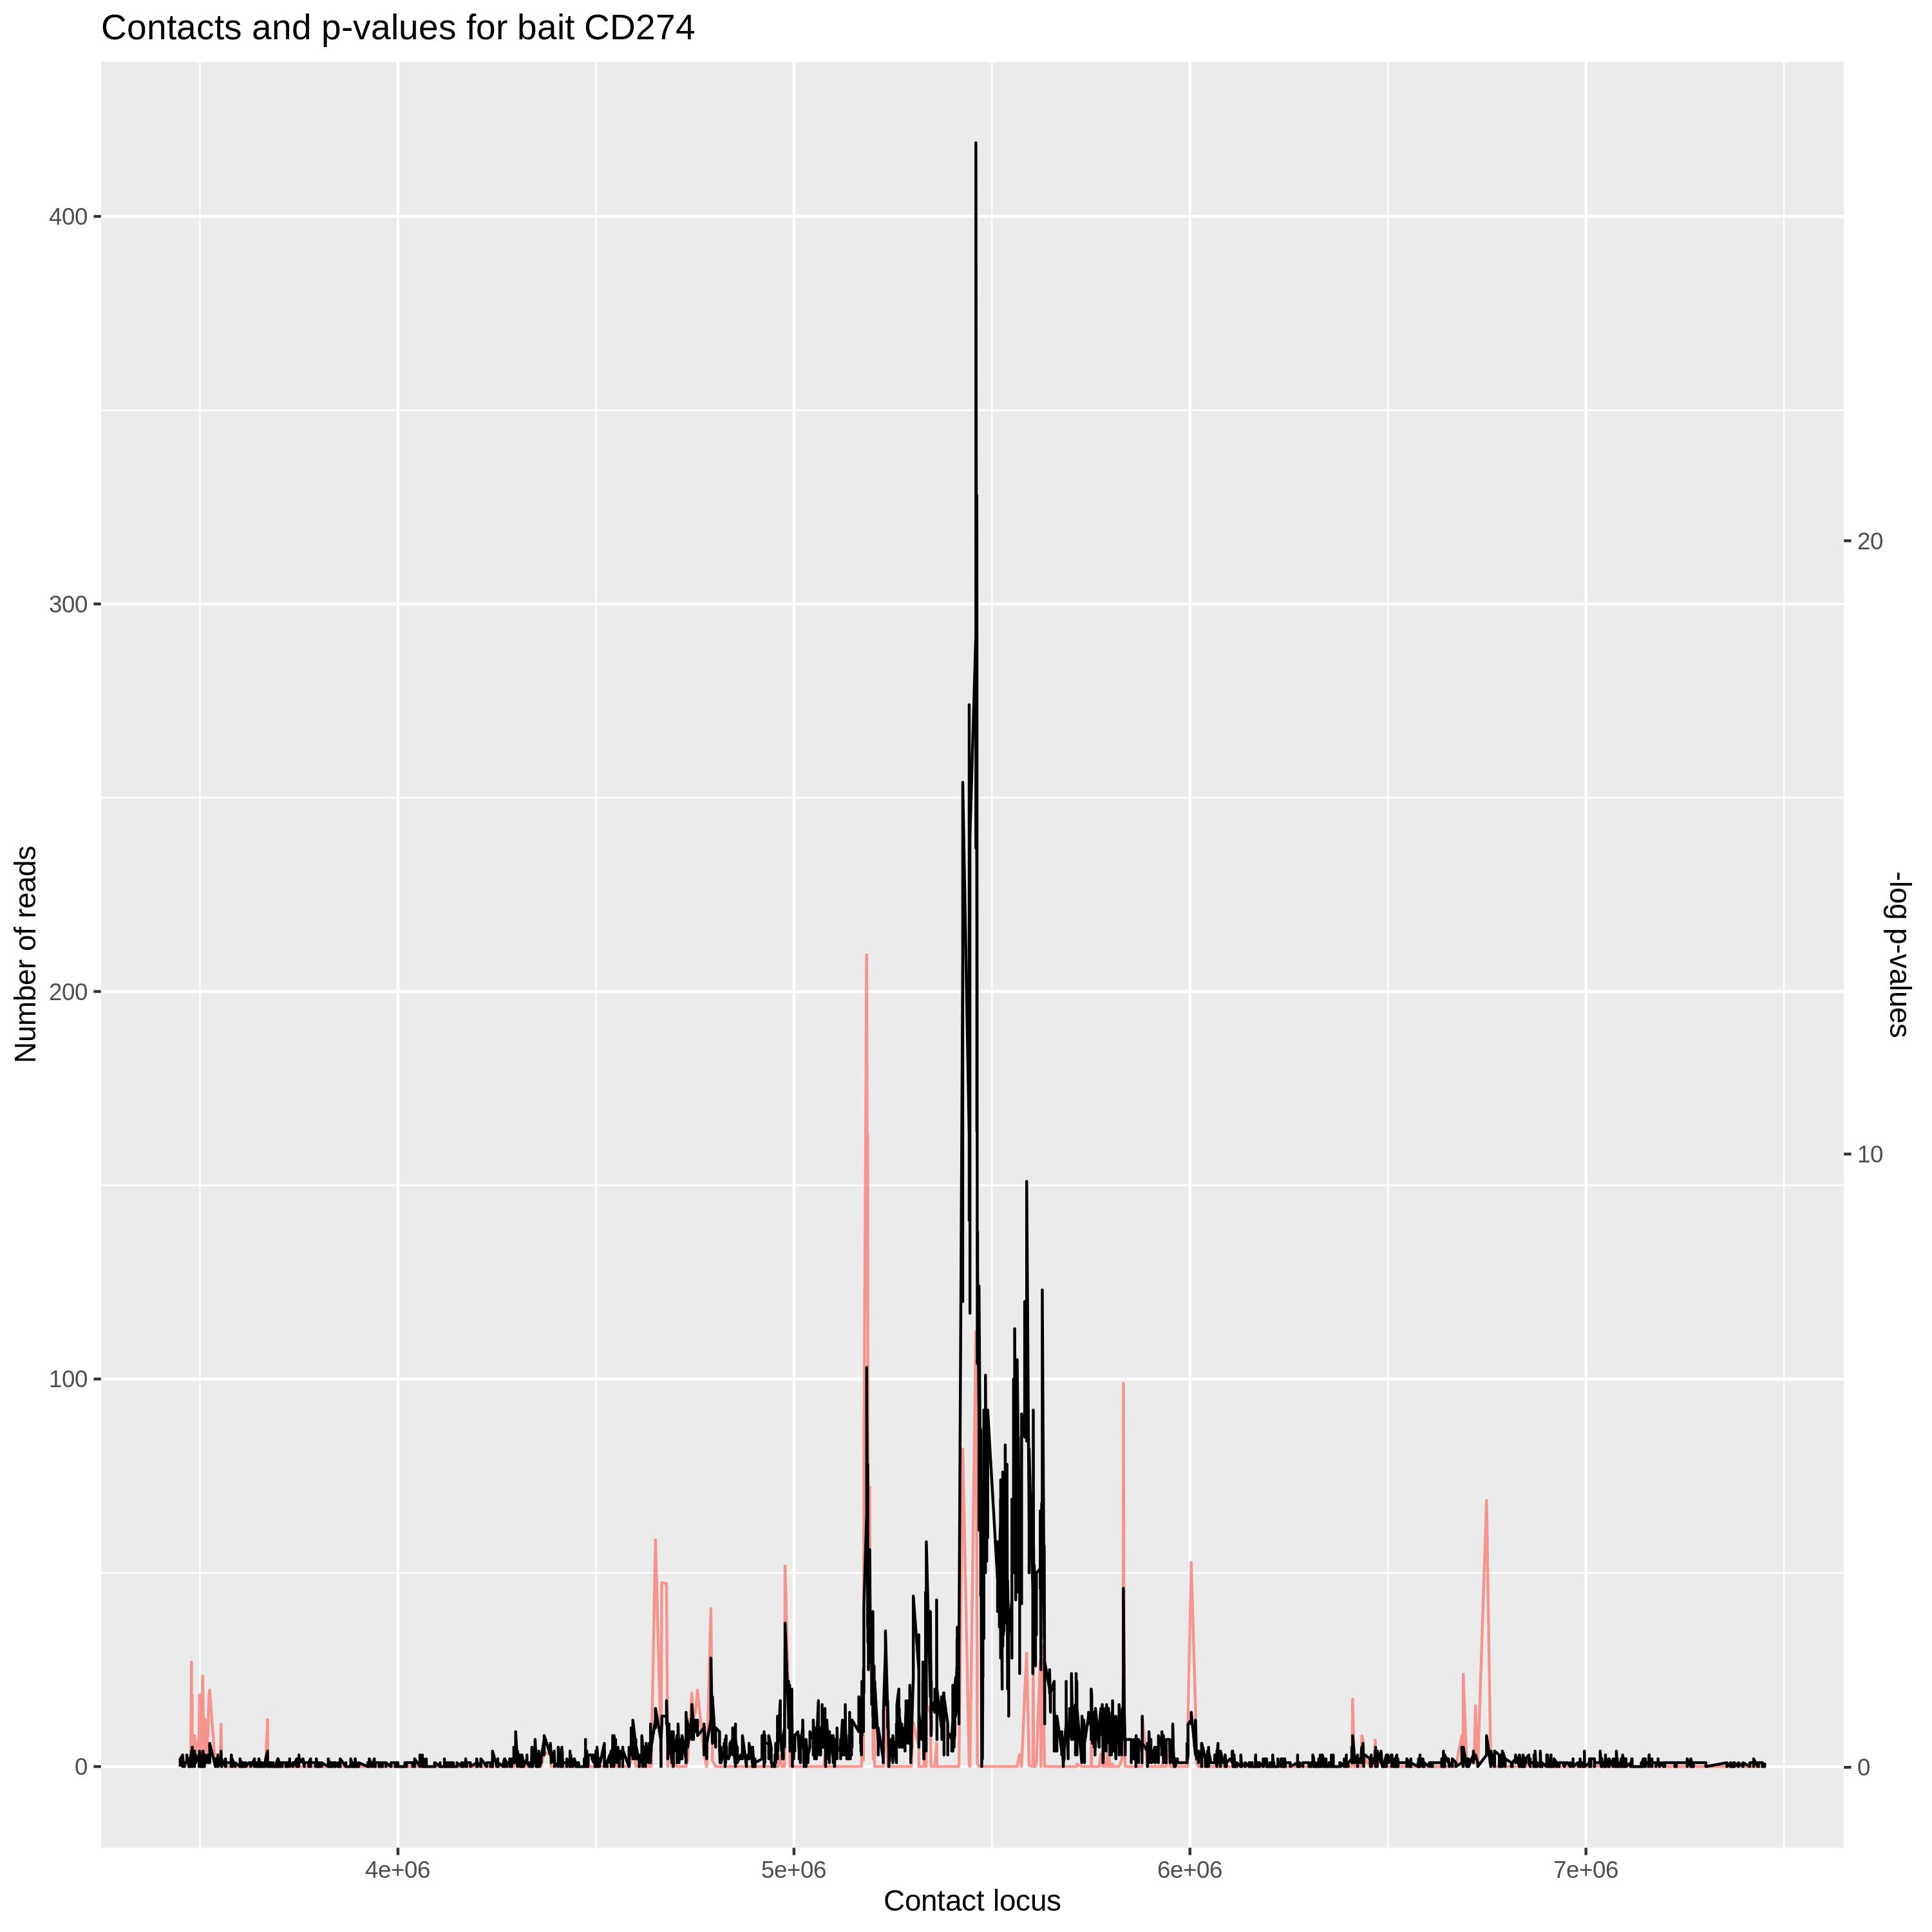 Contacts and p-values for bait CD274
400
300
200
100
0
20
10
0
Number of reads
-log p-values
4e+06
5e+06
6e+06
7e+06
Contact locus